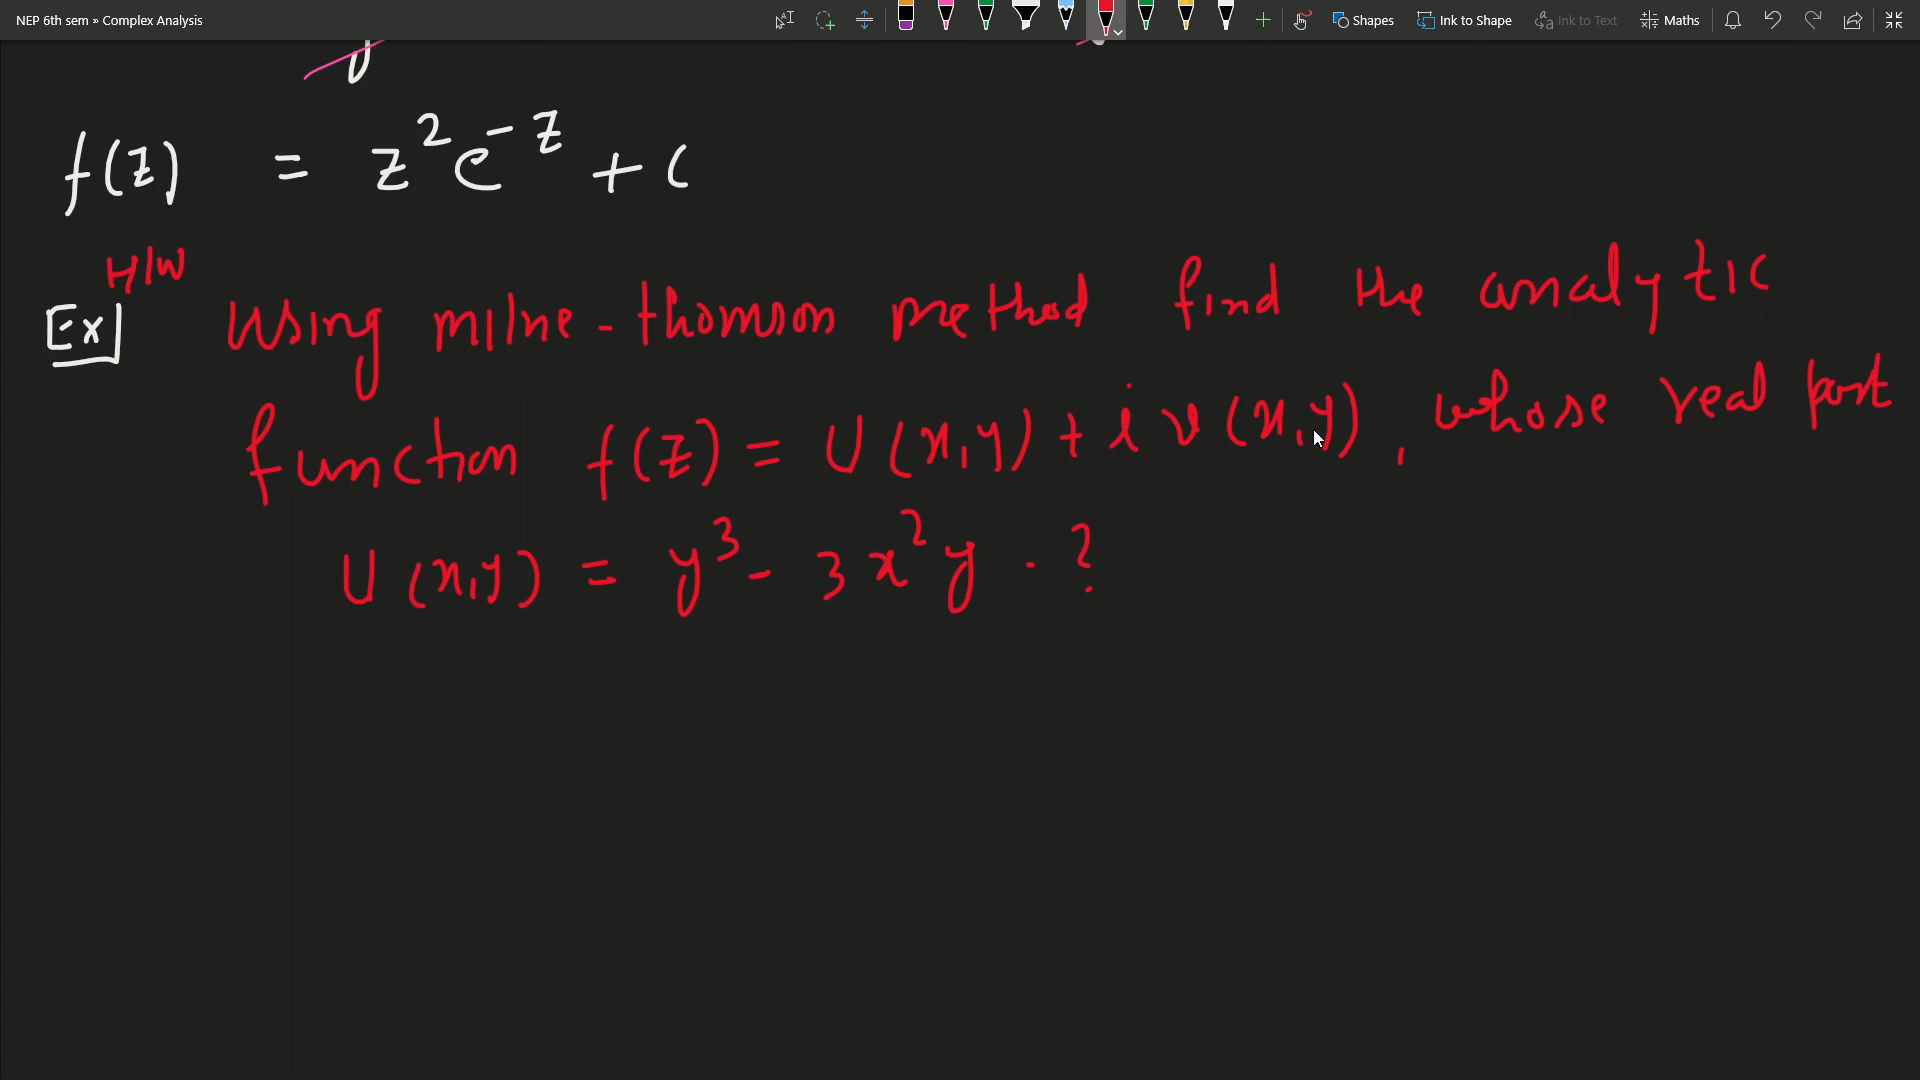 NEP 6th sem » Complex Analysis
Shapes Ink to Shape Ink to Text Maths
f(z) = z²e⁻ᶻ + c
H/W
Ex Using milne-thomson method find the analytic
function f(z) = U(x,y) + i v(x,y), whose real part
U(x,y) = y³ - 3x²y . ?